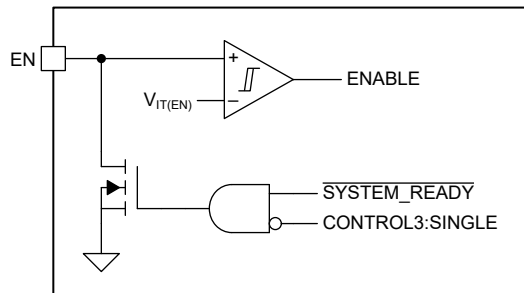 EN
+
ENABLE
V_IT(EN)
−
SYSTEM_READY
CONTROL3:SINGLE